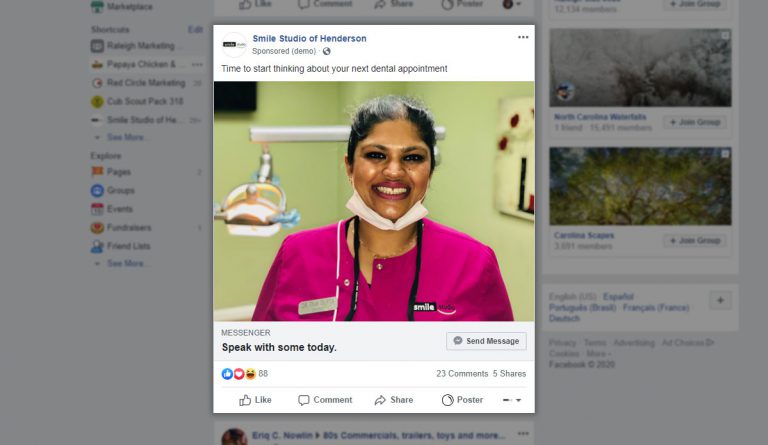 Marketplace
Shortcuts Edit
Raleigh Marketing ...
Papaya Chicken & ...
Red Circle Marketing 28
Cub Scout Pack 318
Smile Studio of He... 20+
See More...
Explore
Pages 2
Groups
Events
Fundraisers 1
Friend Lists
See More...
Like Comment Share Poster
Smile Studio of Henderson
Sponsored (demo) ·
Time to start thinking about your next dental appointment
smile studio
MESSENGER
Speak with some today.
Send Message
88 23 Comments 5 Shares
Like Comment Share Poster
Eric C. Nowlin 80s Commercials, trailers, toys and more...
12,134 members
+ Join Group
North Carolina Waterfalls
1 friend · 15,491 members
+ Join Group
Carolina Scapes
3,691 members
+ Join Group
English (US) · Español ·
Português (Brasil) · Français (France) ·
Deutsch
Privacy · Terms · Advertising · Ad Choices
Cookies · More
Facebook © 2020